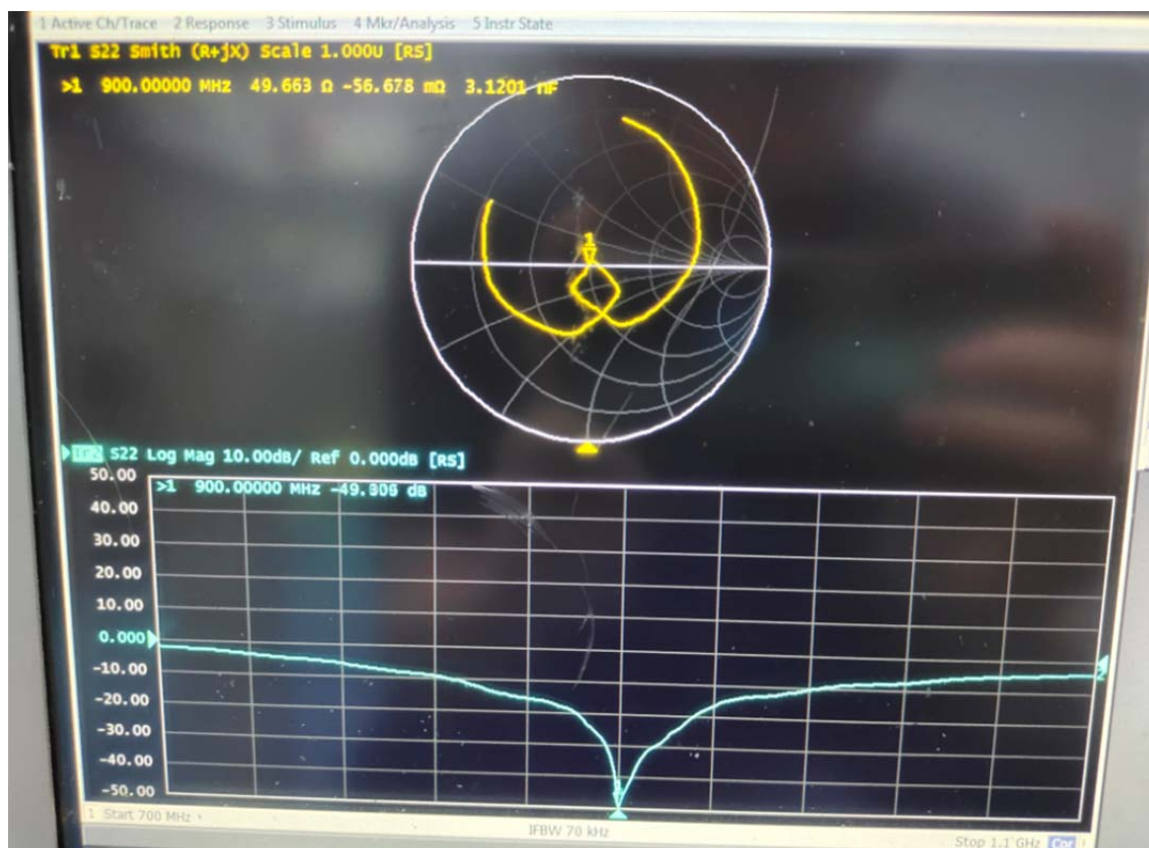 1 Active Ch/Trace 2 Response 3 Stimulus 4 Mkr/Analysis 5 Instr State
Tr1 S22 Smith (R+jX) Scale 1.000U [RS]
>1 900.00000 MHz 49.663 Ω -56.678 mΩ 3.1201 nF
1
Tr2 S22 Log Mag 10.00dB/ Ref 0.000dB [RS]
50.00
>1 900.00000 MHz -49.306 dB
40.00
30.00
20.00
10.00
0.000
-10.00
-20.00
-30.00
-40.00
-50.00
1 Start 700 MHz
IFBW 70 kHz
Stop 1.1 GHz Cor